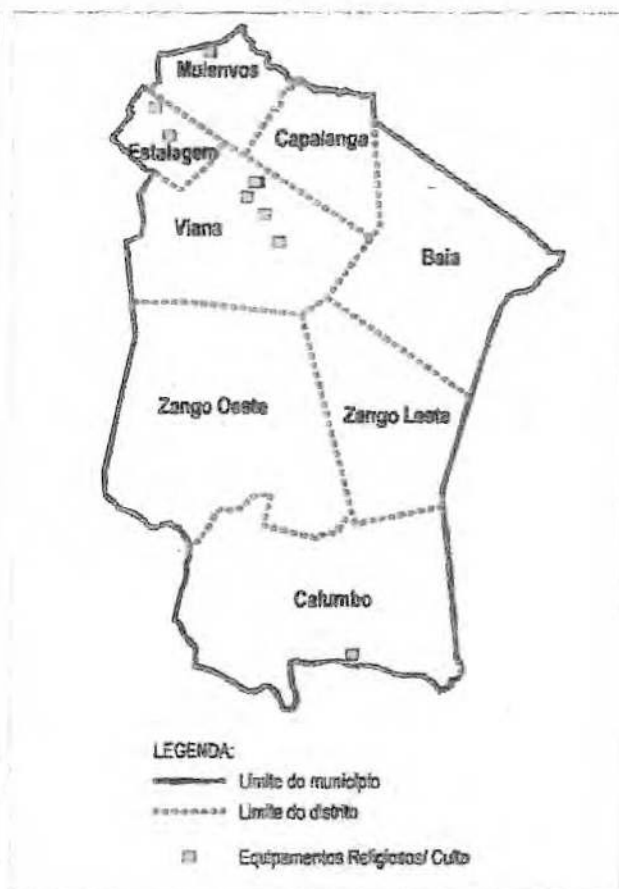 Mulenvos
Capalanga
Estalagem
Viana
Baia
Zango Oeste
Zango Leste
Calumbo
LEGENDA:
Limite do município
Limite do distrito
Equipamentos Religiosos/ Culto